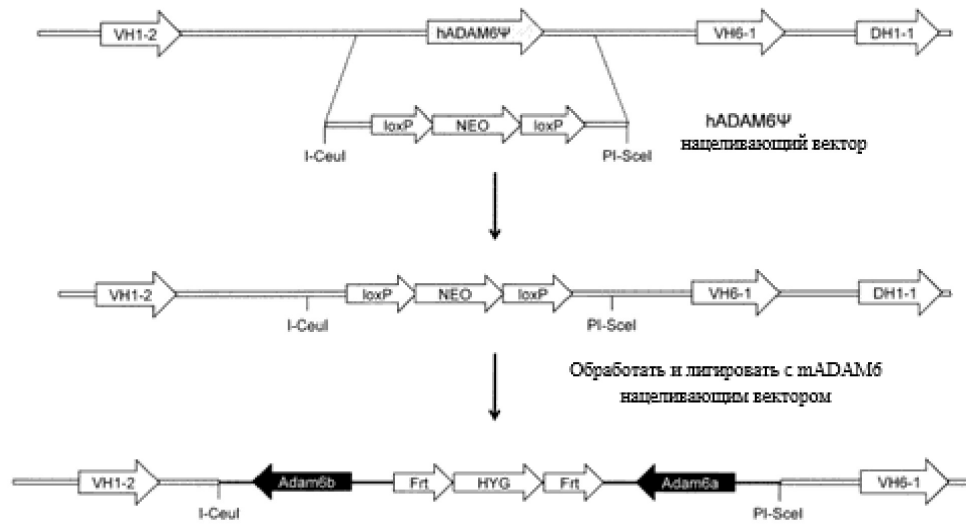 VH1-2 hADAM6Ψ VH6-1 DH1-1
loxP NEO loxP
I-CeuI PI-SceI
hADAM6Ψ
нацеливающий вектор
VH1-2 loxP NEO loxP VH6-1 DH1-1
I-CeuI PI-SceI
Обработать и лигировать с mADAM6
нацеливающим вектором
VH1-2 Adam6b Frt HYG Frt Adam6a VH6-1
I-CeuI PI-SceI